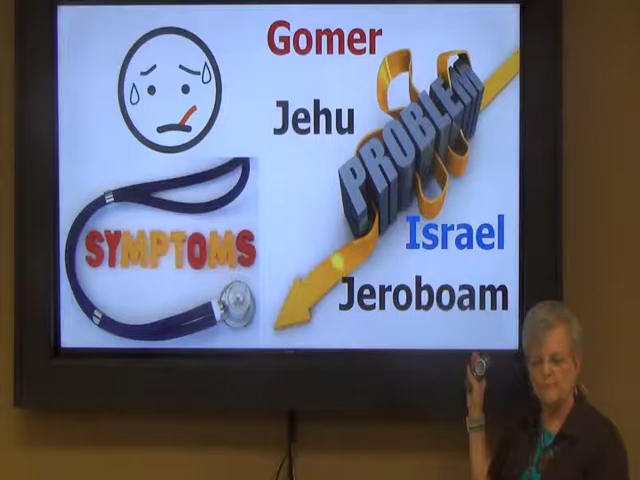 Gomer
Jehu
PROBLEM
SYMPTOMS
Israel
Jeroboam